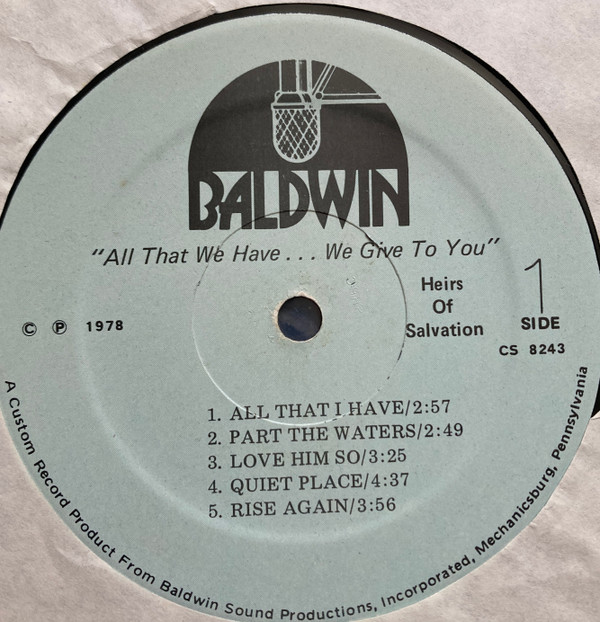 BALDWIN
"All That We Have . . . We Give To You"
Heirs
Of
Salvation
1
SIDE
CS 8243
© ℗ 1978
1. ALL THAT I HAVE/2:57
2. PART THE WATERS/2:49
3. LOVE HIM SO/3:25
4. QUIET PLACE/4:37
5. RISE AGAIN/3:56
A Custom Record Product From Baldwin Sound Productions, Incorporated, Mechanicsburg, Pennsylvania